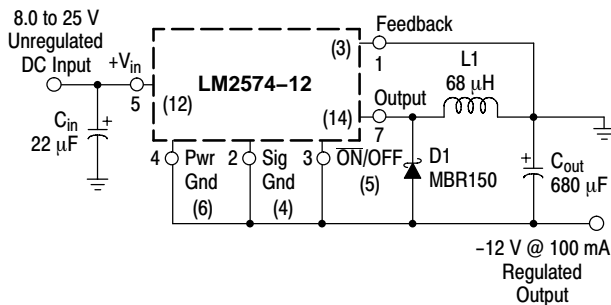 8.0 to 25 V
Unregulated
DC Input
+Vin
5
(12)
Cin
22 μF
+
LM2574–12
(3)
Feedback
1
(14)
Output
7
L1
68 μH
4
Pwr
Gnd
(6)
2
Sig
Gnd
(4)
3
ON/OFF
(5)
D1
MBR150
+
Cout
680 μF
–12 V @ 100 mA
Regulated
Output